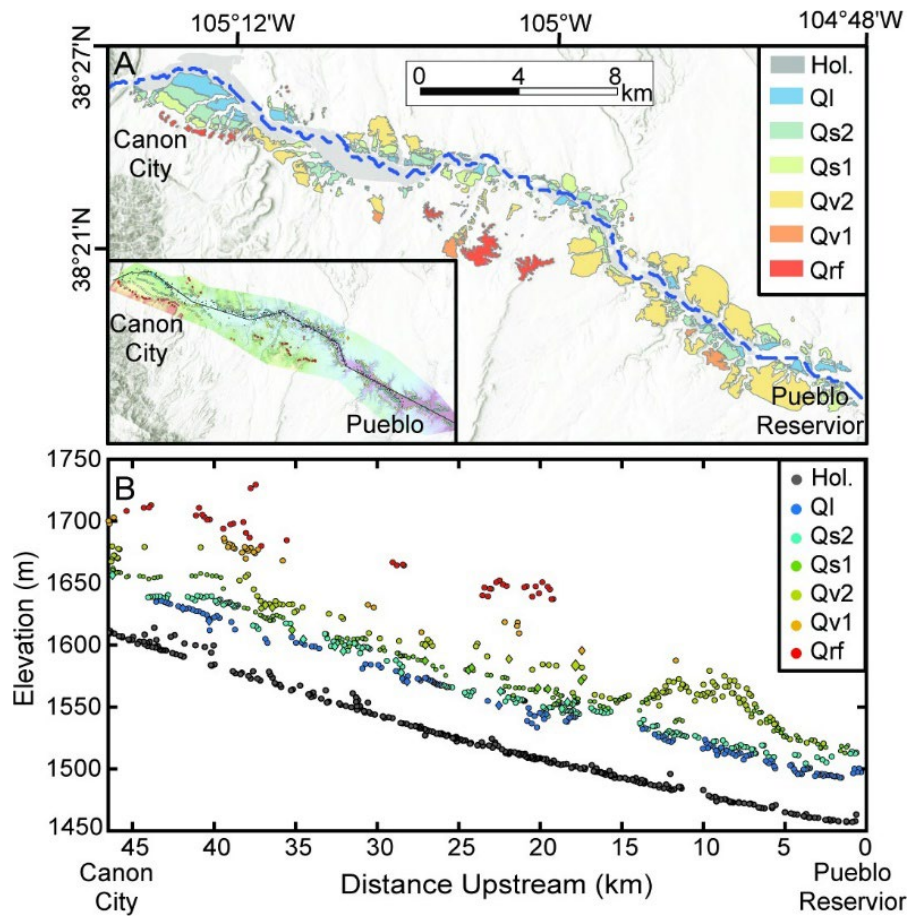 105°12'W
105°W
104°48'W
38°27'N
38°21'N
A
0
4
8
km
Hol.
Ql
Qs2
Qs1
Qv2
Qv1
Qrf
Canon
City
Canon
City
Pueblo
Pueblo
Reservior
B
1750
1700
1650
1600
1550
1500
1450
Elevation (m)
Hol.
Ql
Qs2
Qs1
Qv2
Qv1
Qrf
45
40
35
30
25
20
15
10
5
0
Canon
City
Distance Upstream (km)
Pueblo
Reservior